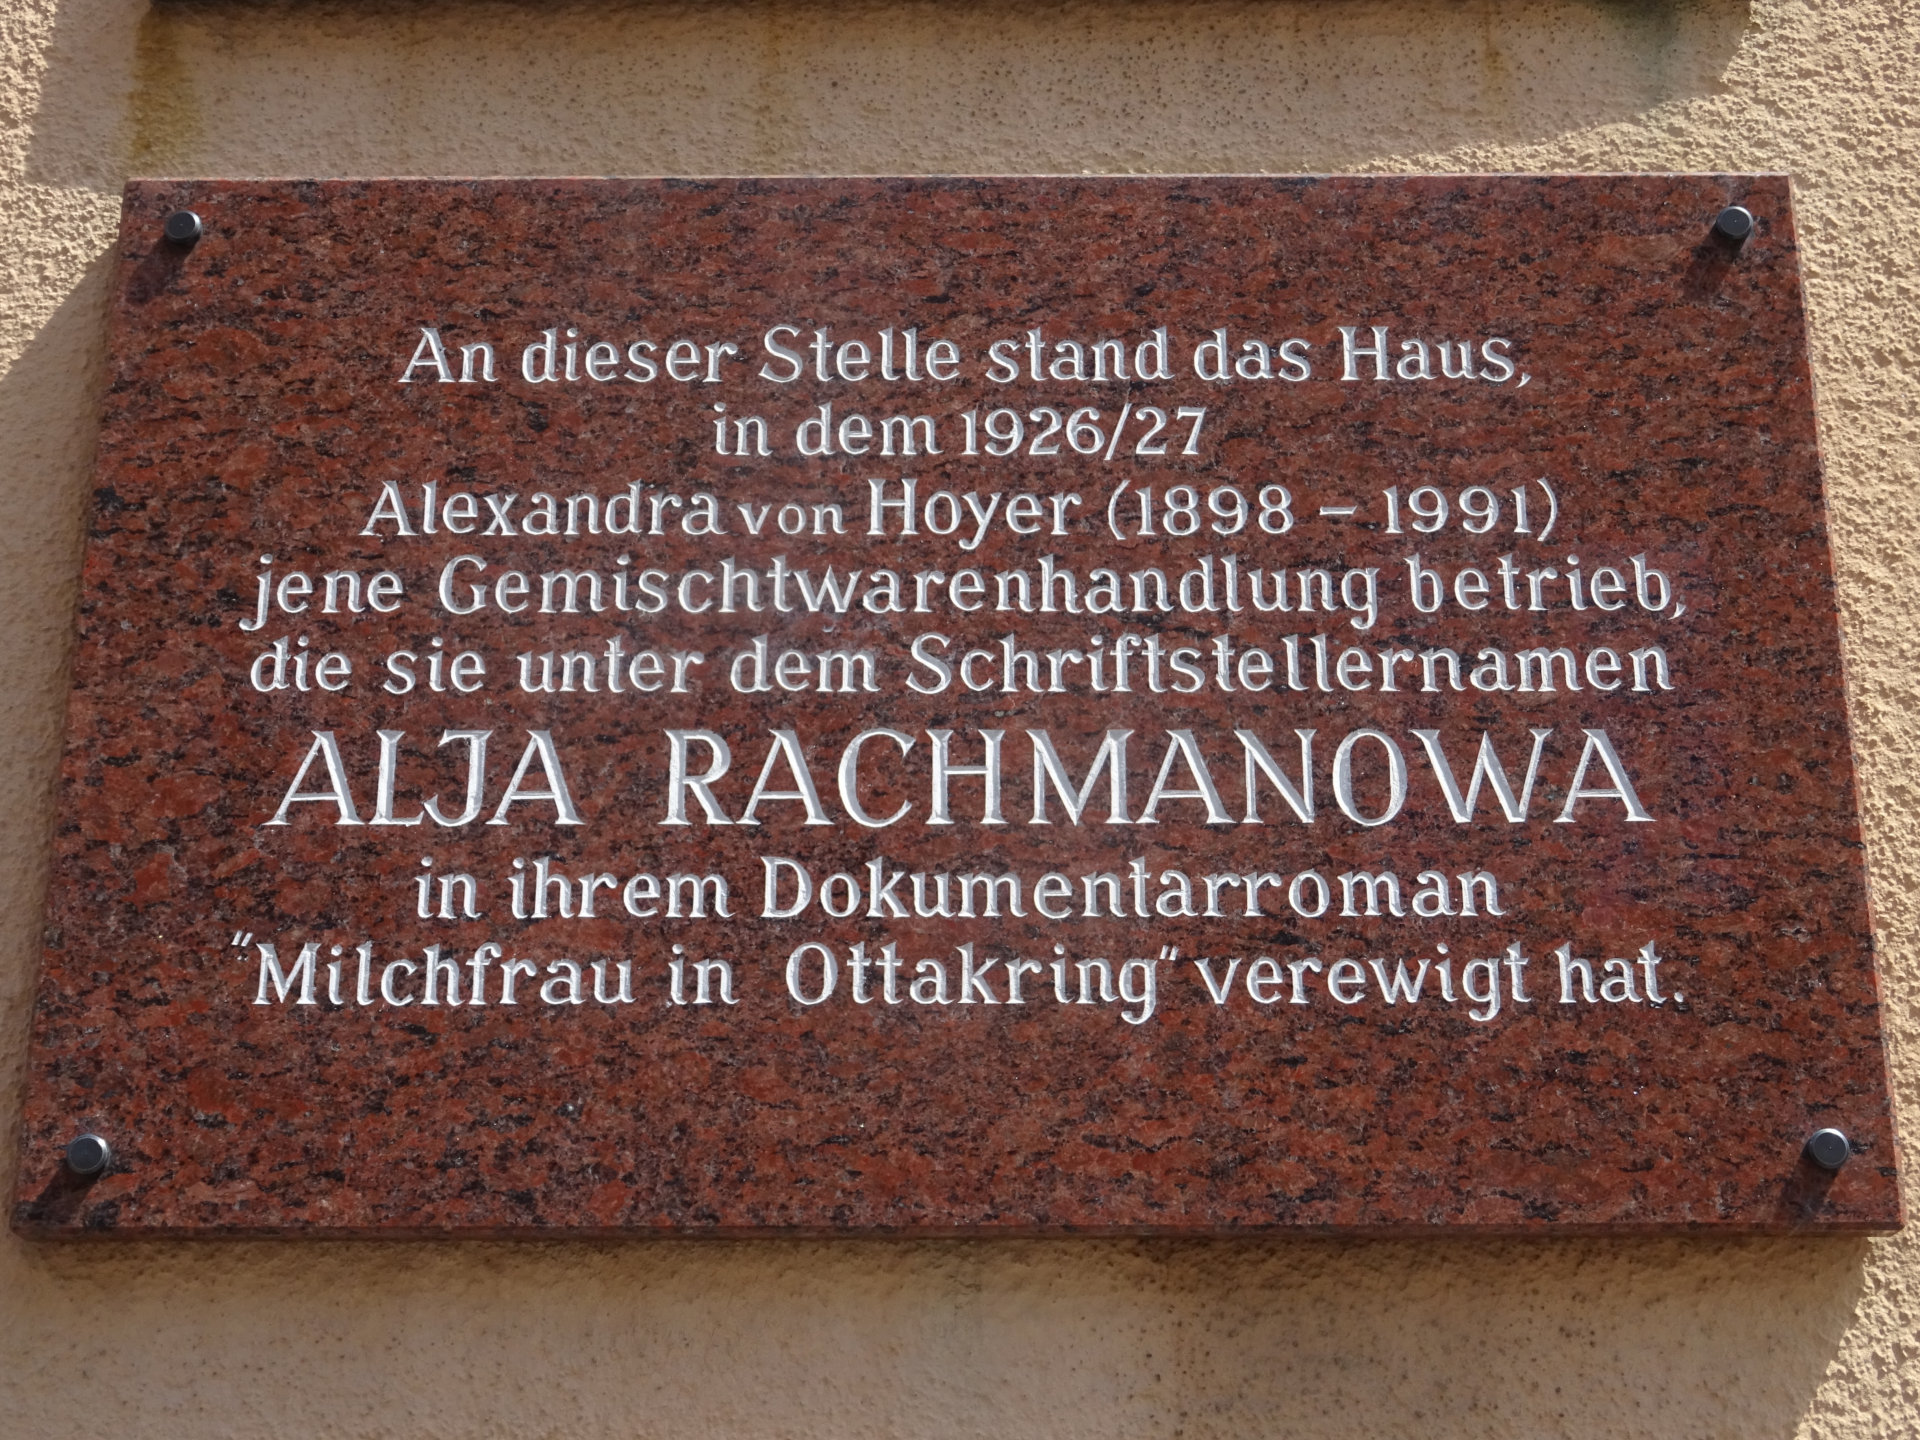 An dieser Stelle stand das Haus,
in dem 1926/27
Alexandra von Hoyer (1898 – 1991)
jene Gemischtwarenhandlung betrieb,
die sie unter dem Schriftstellernamen
ALJA RACHMANOWA
in ihrem Dokumentarroman
"Milchfrau in Ottakring" verewigt hat.